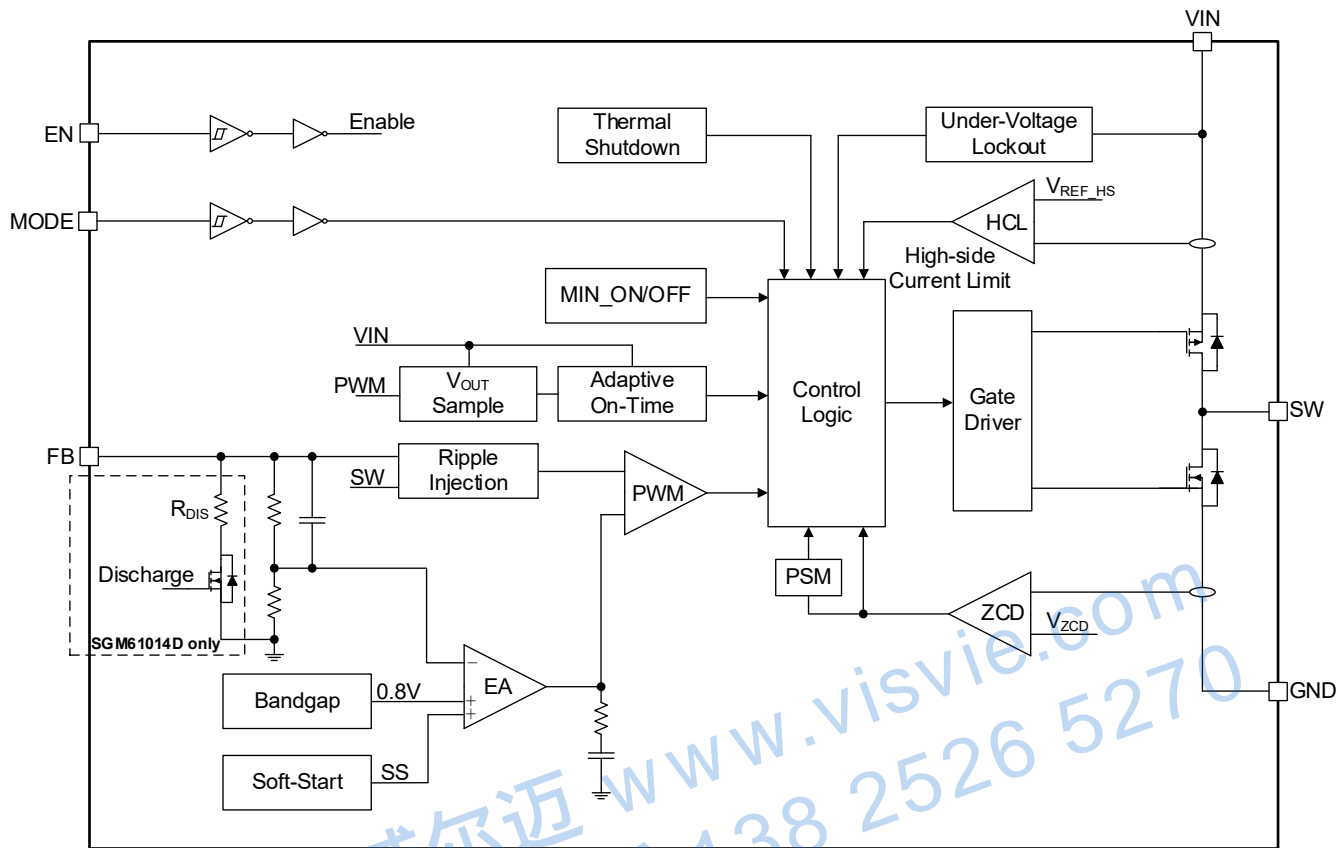 VIN
EN
Enable
Thermal
Shutdown
Under-Voltage
Lockout
MODE
VREF_HS
HCL
High-side
Current Limit
MIN_ON/OFF
VIN
PWM
VOUT
Sample
Adaptive
On-Time
Control
Logic
Gate
Driver
SW
FB
SW
Ripple
Injection
PWM
RDIS
Discharge
SGM61014D only
PSM
ZCD
VZCD
GND
Bandgap
0.8V
−
+
+
EA
Soft-Start
SS
尔迈 www.visvie.com
138 2526 5270